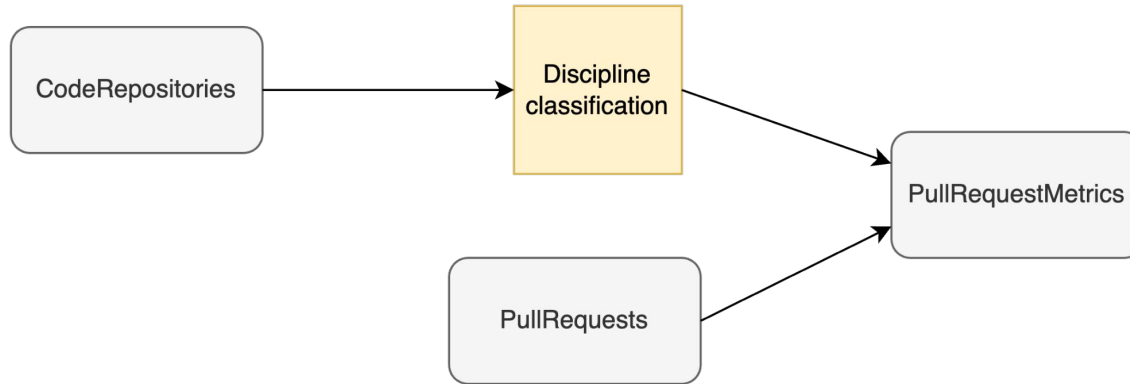 CodeRepositories
Discipline
classification
PullRequestMetrics
PullRequests